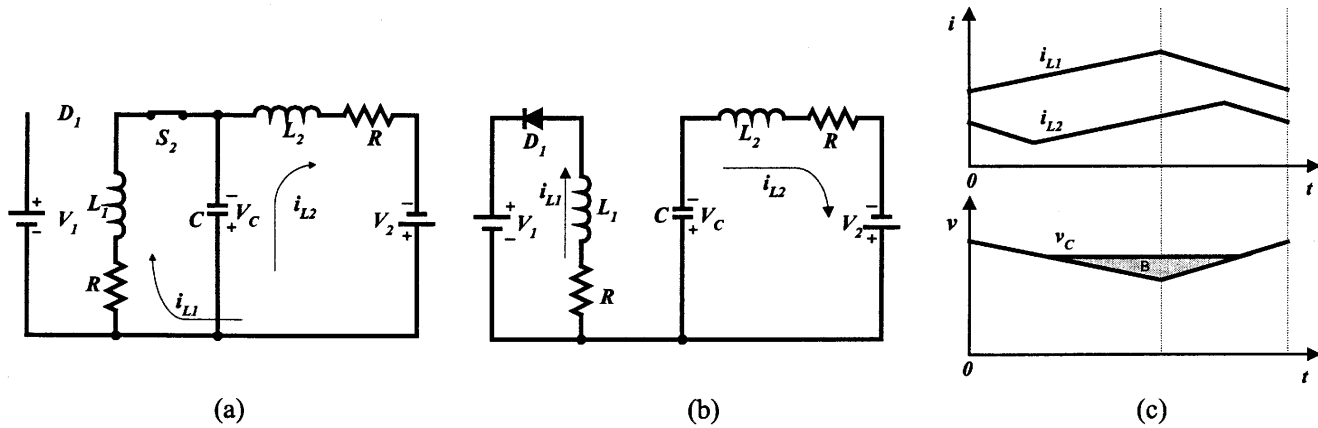 D1
S2
L2
R
+
V1
-
L1
R
C
-
VC
+
iL1
iL2
-
V2
+
(a)
D1
L2
R
+
V1
-
iL1
L1
R
C
-
VC
+
iL2
-
V2
+
(b)
i
iL1
iL2
0
t
v
vC
B
0
t
(c)